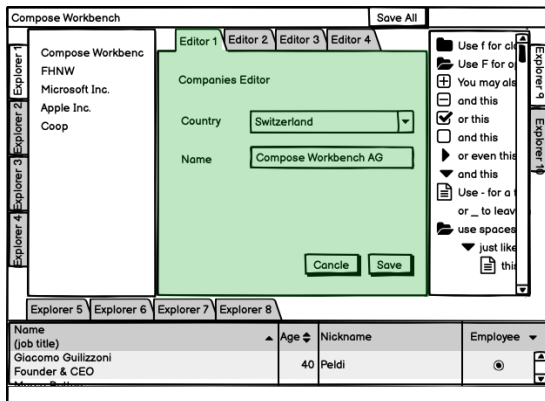 Compose Workbench
Save All
Explorer 1
Explorer 2
Explorer 3
Explorer 4
Compose Workbenc
FHNW
Microsoft Inc.
Apple Inc.
Coop
Editor 1
Editor 2
Editor 3
Editor 4
Companies Editor
Country
Switzerland
Name
Compose Workbench AG
Cancle
Save
Use f for cl
Use F for o
You may als
and this
or this
and this
or even this
and this
Use - for a
or _ to leav
use spaces
just like
thi
Explorer 9
Explorer 10
Explorer 5
Explorer 6
Explorer 7
Explorer 8
Name
(job title)
Age
Nickname
Employee
Giacomo Guilizzoni
Founder & CEO
40
Peldi